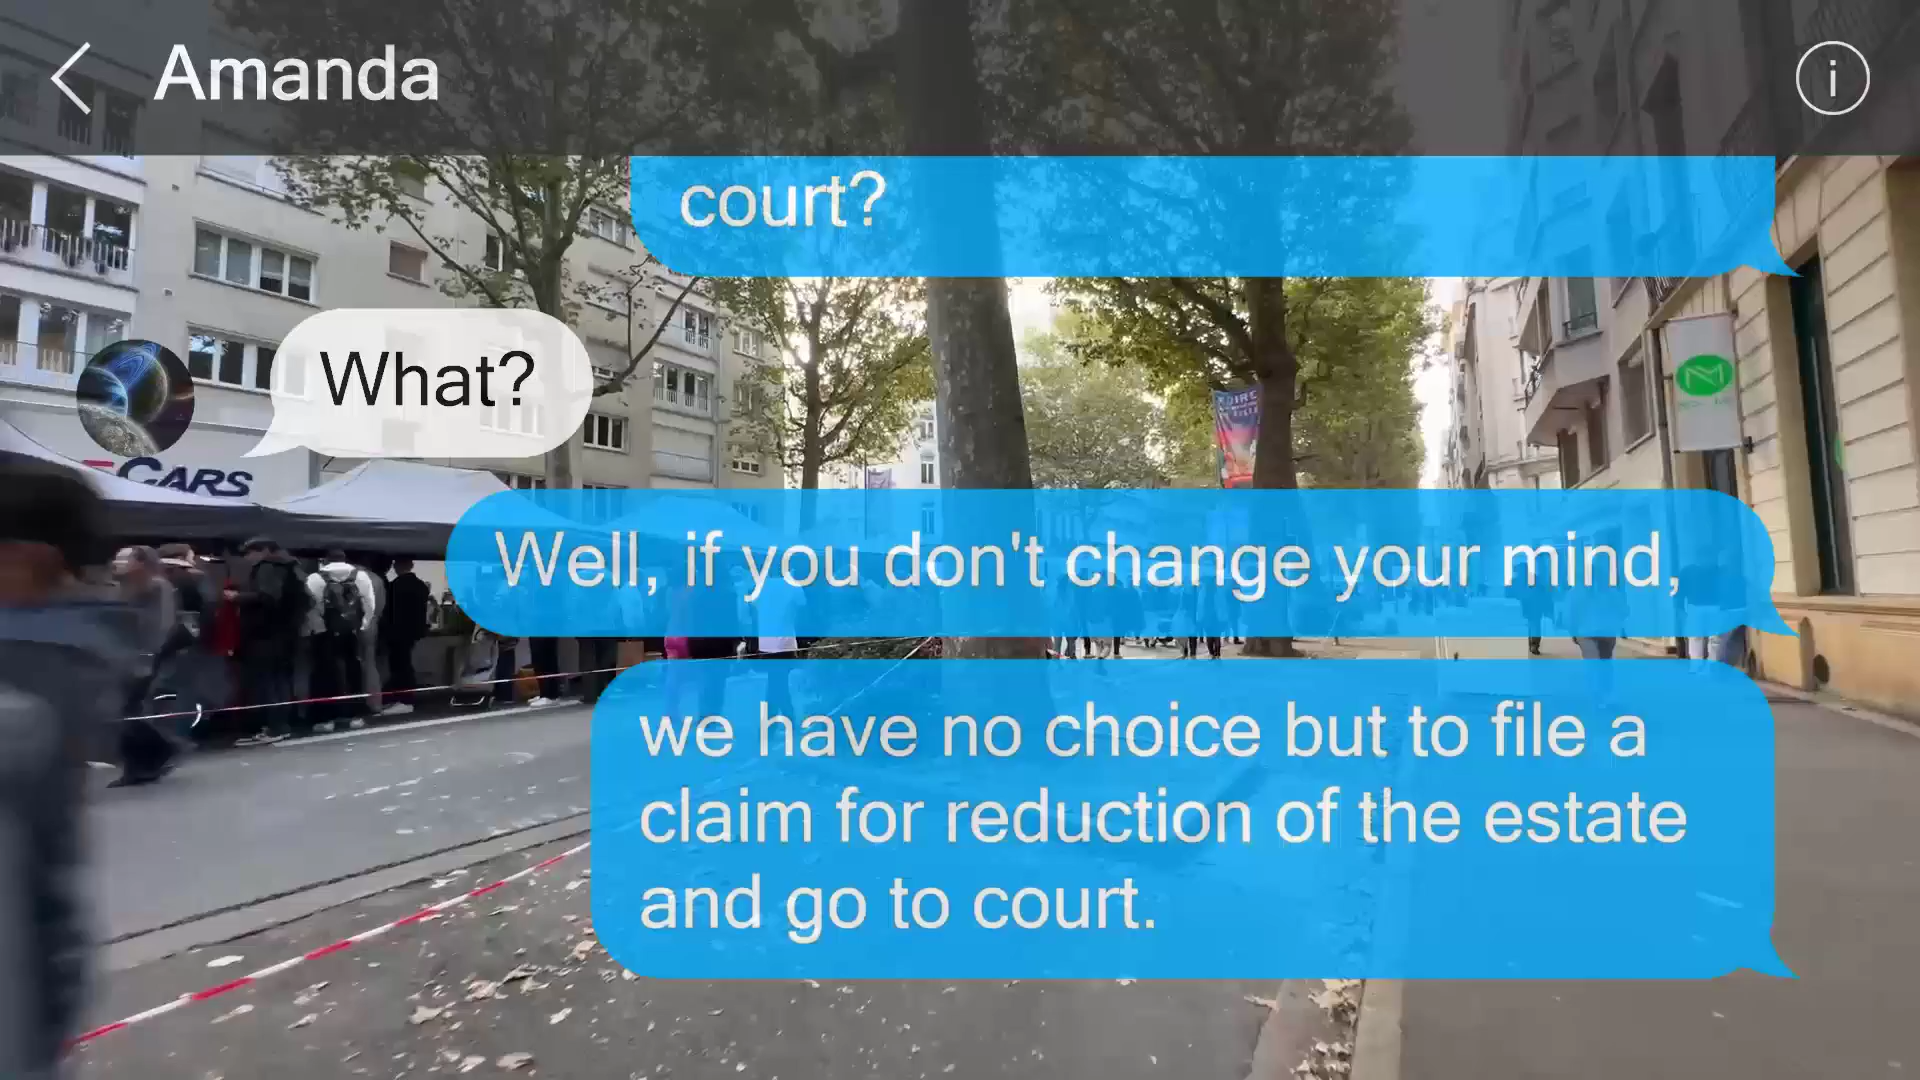 Amanda
i
court?
What?
CARS
Well, if you don't change your mind,
we have no choice but to file a
claim for reduction of the estate
and go to court.